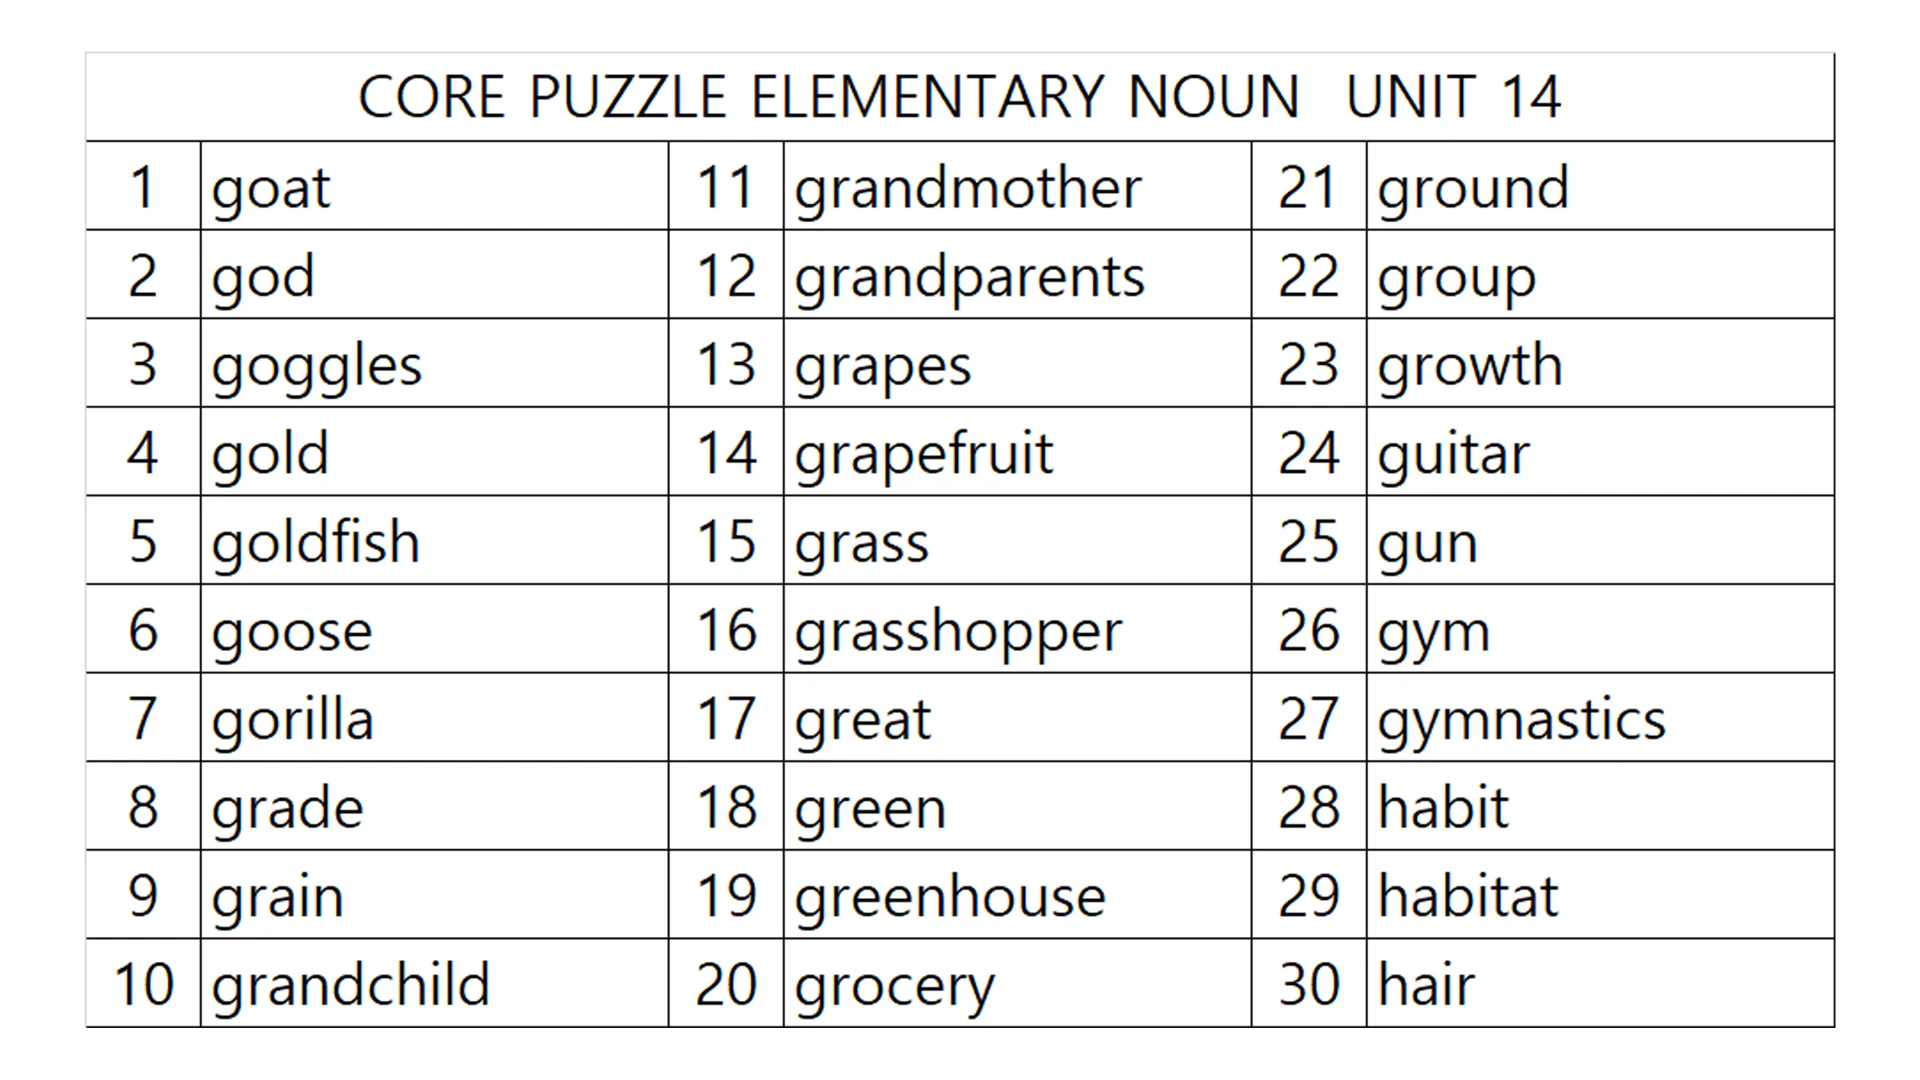 CORE PUZZLE ELEMENTARY NOUN  UNIT 14
1 goat 11 grandmother 21 ground
2 god 12 grandparents 22 group
3 goggles 13 grapes 23 growth
4 gold 14 grapefruit 24 guitar
5 goldfish 15 grass 25 gun
6 goose 16 grasshopper 26 gym
7 gorilla 17 great 27 gymnastics
8 grade 18 green 28 habit
9 grain 19 greenhouse 29 habitat
10 grandchild 20 grocery 30 hair